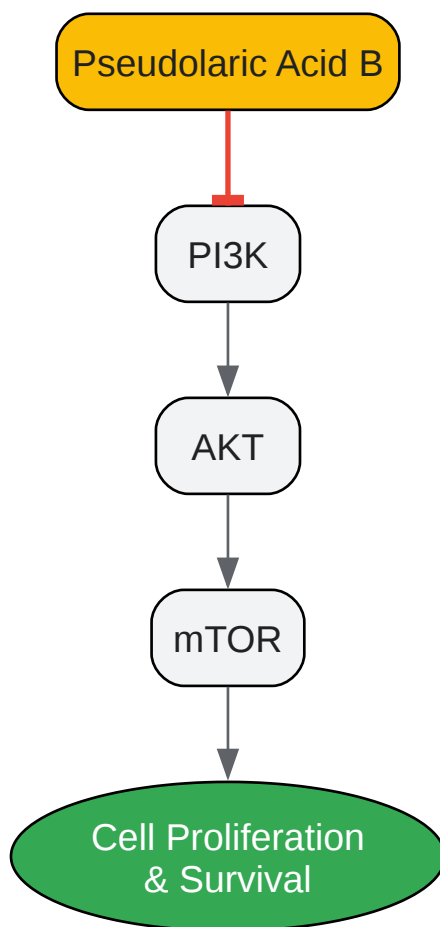 Pseudolaric Acid B
PI3K
AKT
mTOR
Cell Proliferation
& Survival